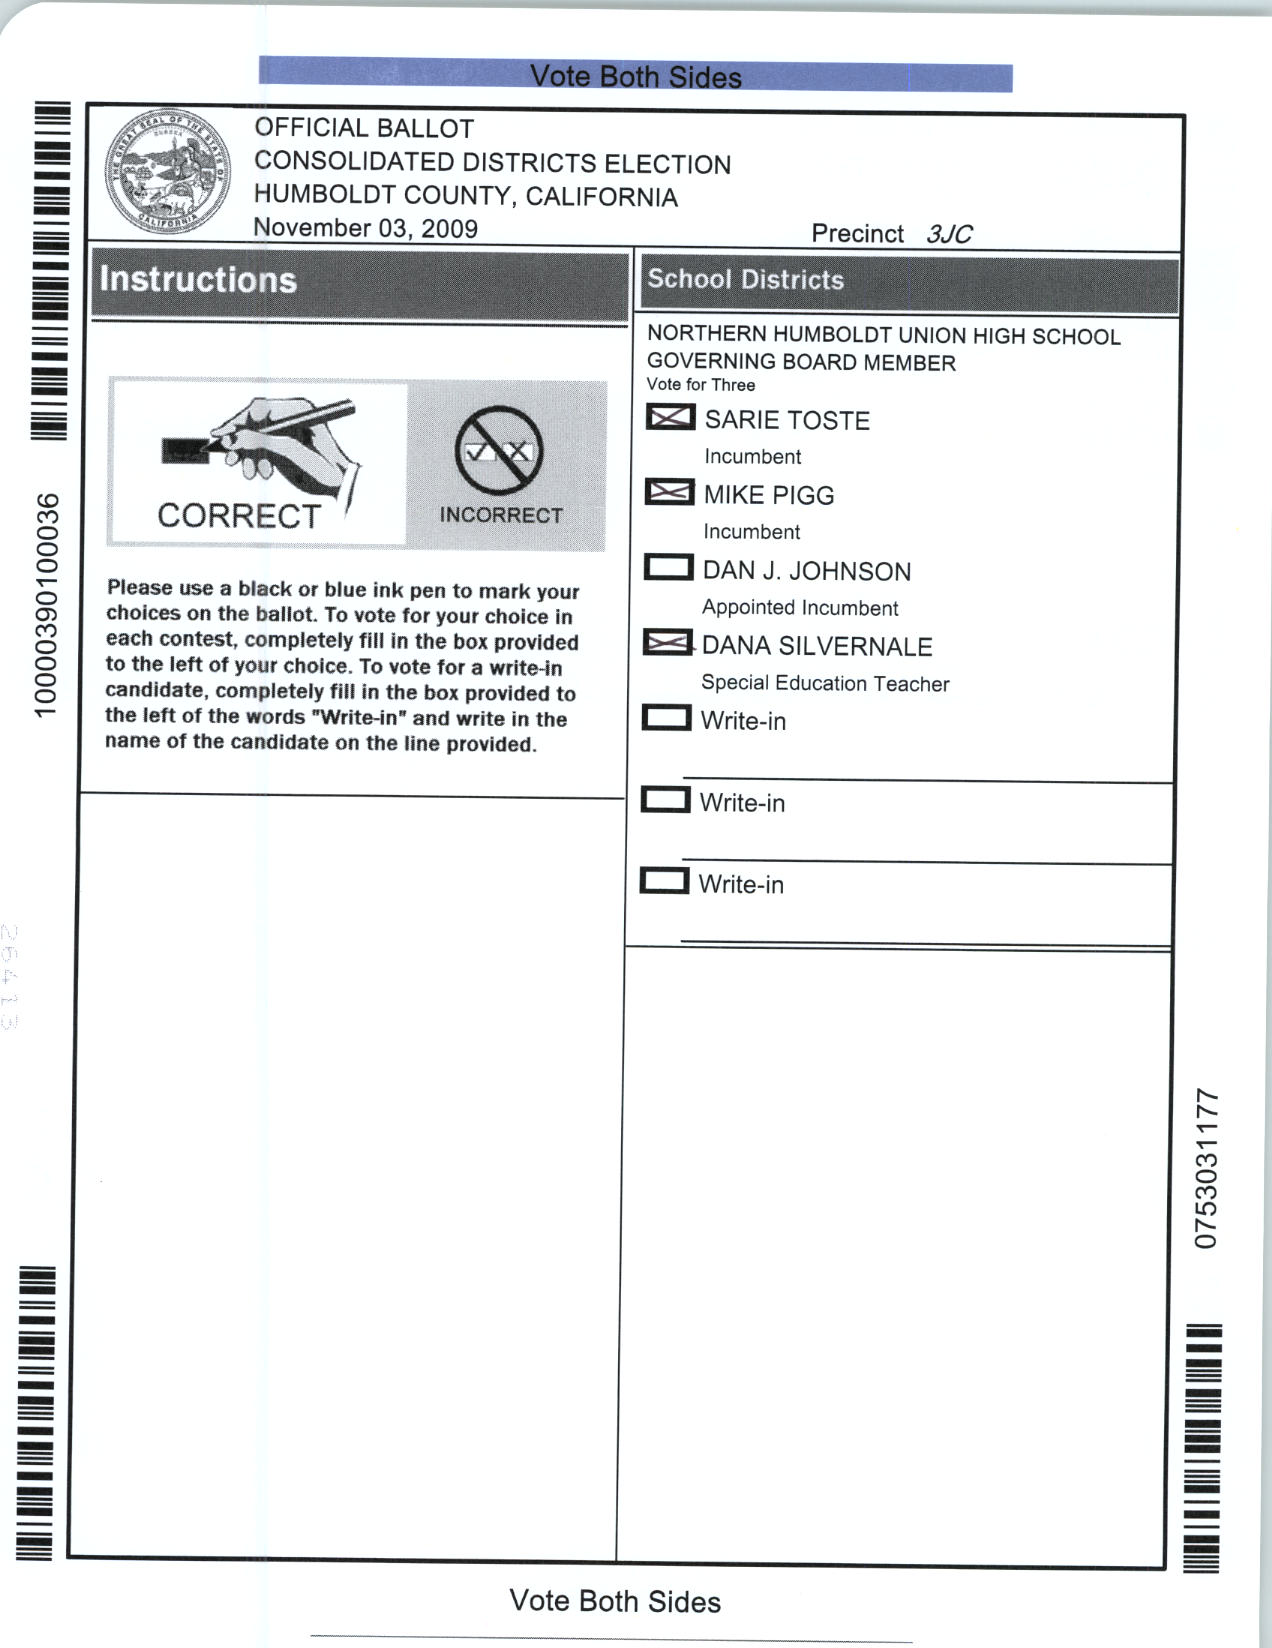 Vote Both Sides
OFFICIAL BALLOT
CONSOLIDATED DISTRICTS ELECTION
HUMBOLDT COUNTY, CALIFORNIA
November 03, 2009
Precinct 3JC
THE GREAT SEAL OF THE STATE OF CALIFORNIA
EUREKA
Instructions
CORRECT
INCORRECT
Please use a black or blue ink pen to mark your
choices on the ballot. To vote for your choice in
each contest, completely fill in the box provided
to the left of your choice. To vote for a write-in
candidate, completely fill in the box provided to
the left of the words "Write-in" and write in the
name of the candidate on the line provided.
School Districts
NORTHERN HUMBOLDT UNION HIGH SCHOOL
GOVERNING BOARD MEMBER
Vote for Three
SARIE TOSTE
Incumbent
MIKE PIGG
Incumbent
DAN J. JOHNSON
Appointed Incumbent
DANA SILVERNALE
Special Education Teacher
Write-in
Write-in
Write-in
10000390100036
26413
0753031177
Vote Both Sides